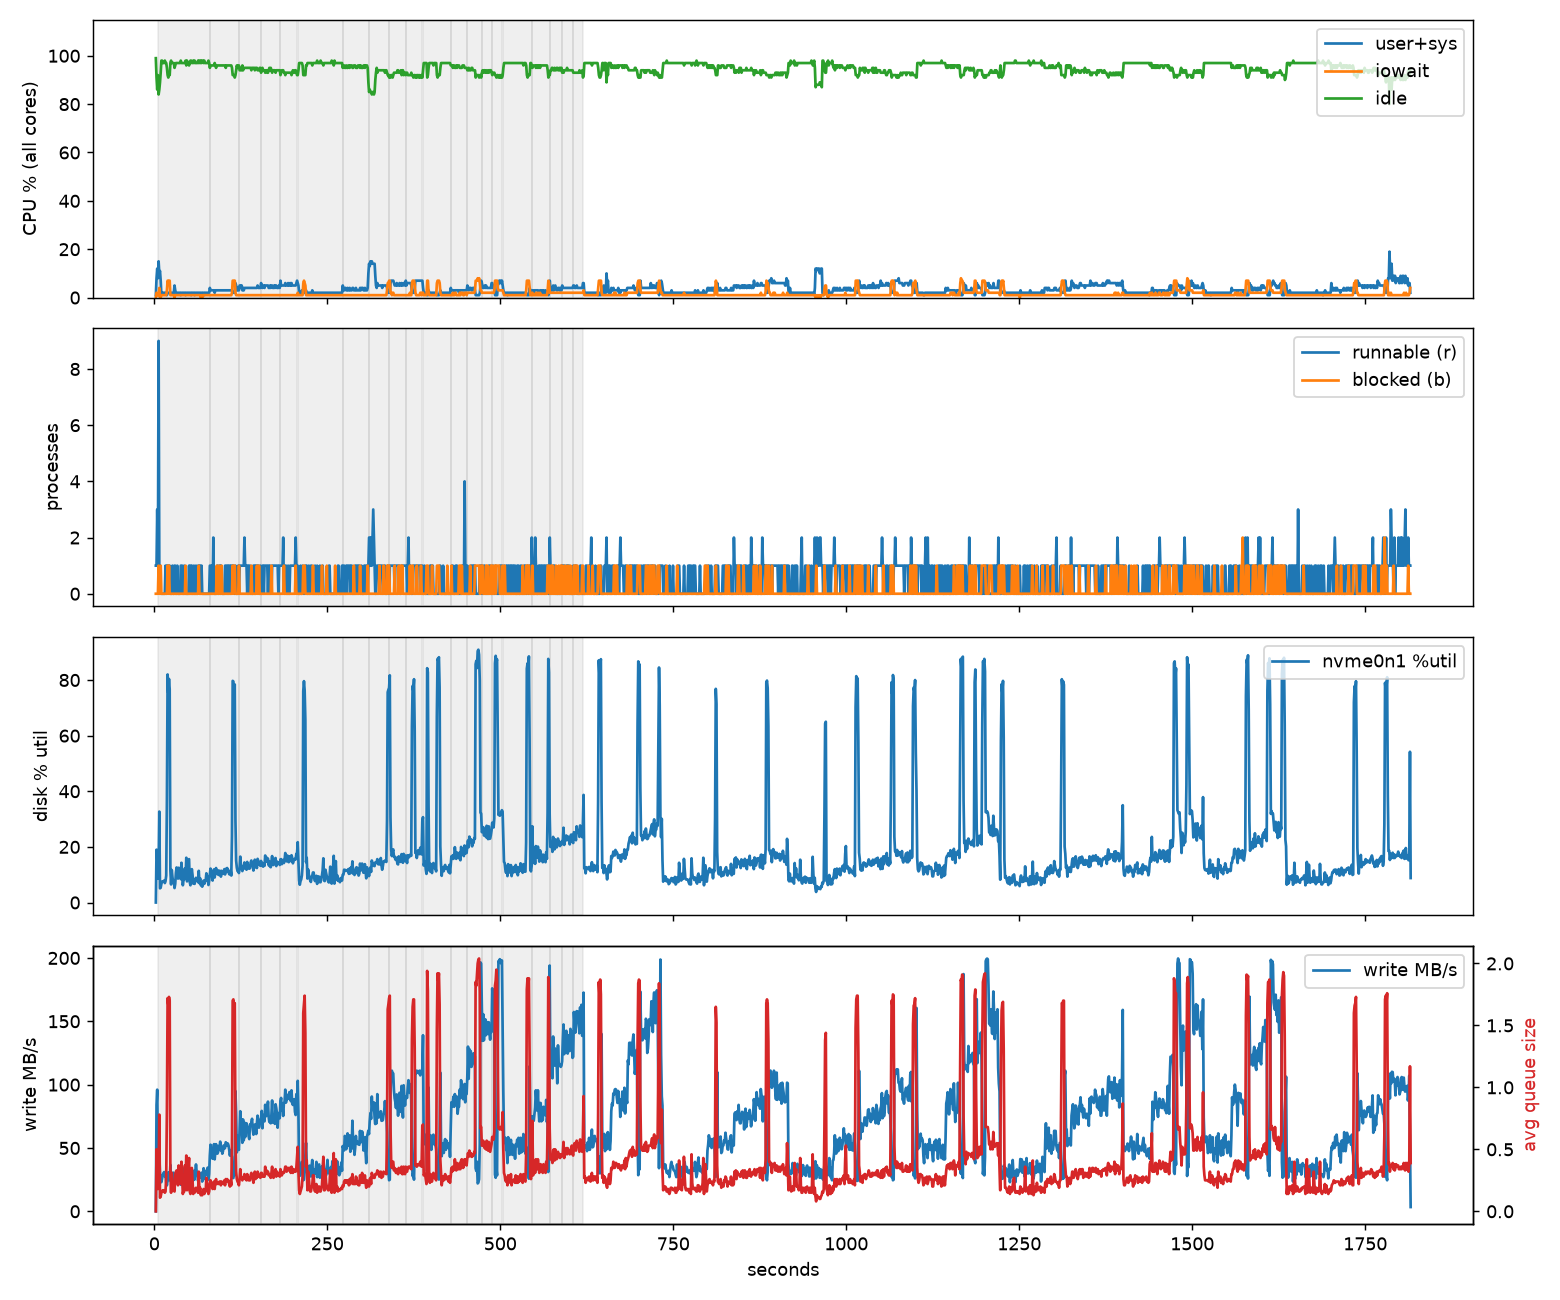 CPU % (all cores)
100
80
60
40
20
0
user+sys
iowait
idle
processes
8
6
4
2
0
runnable (r)
blocked (b)
disk % util
80
60
40
20
0
nvme0n1 %util
write MB/s
200
150
100
50
0
write MB/s
2.0
1.5
1.0
0.5
0.0
avg queue size
0
250
500
750
1000
1250
1500
1750
seconds